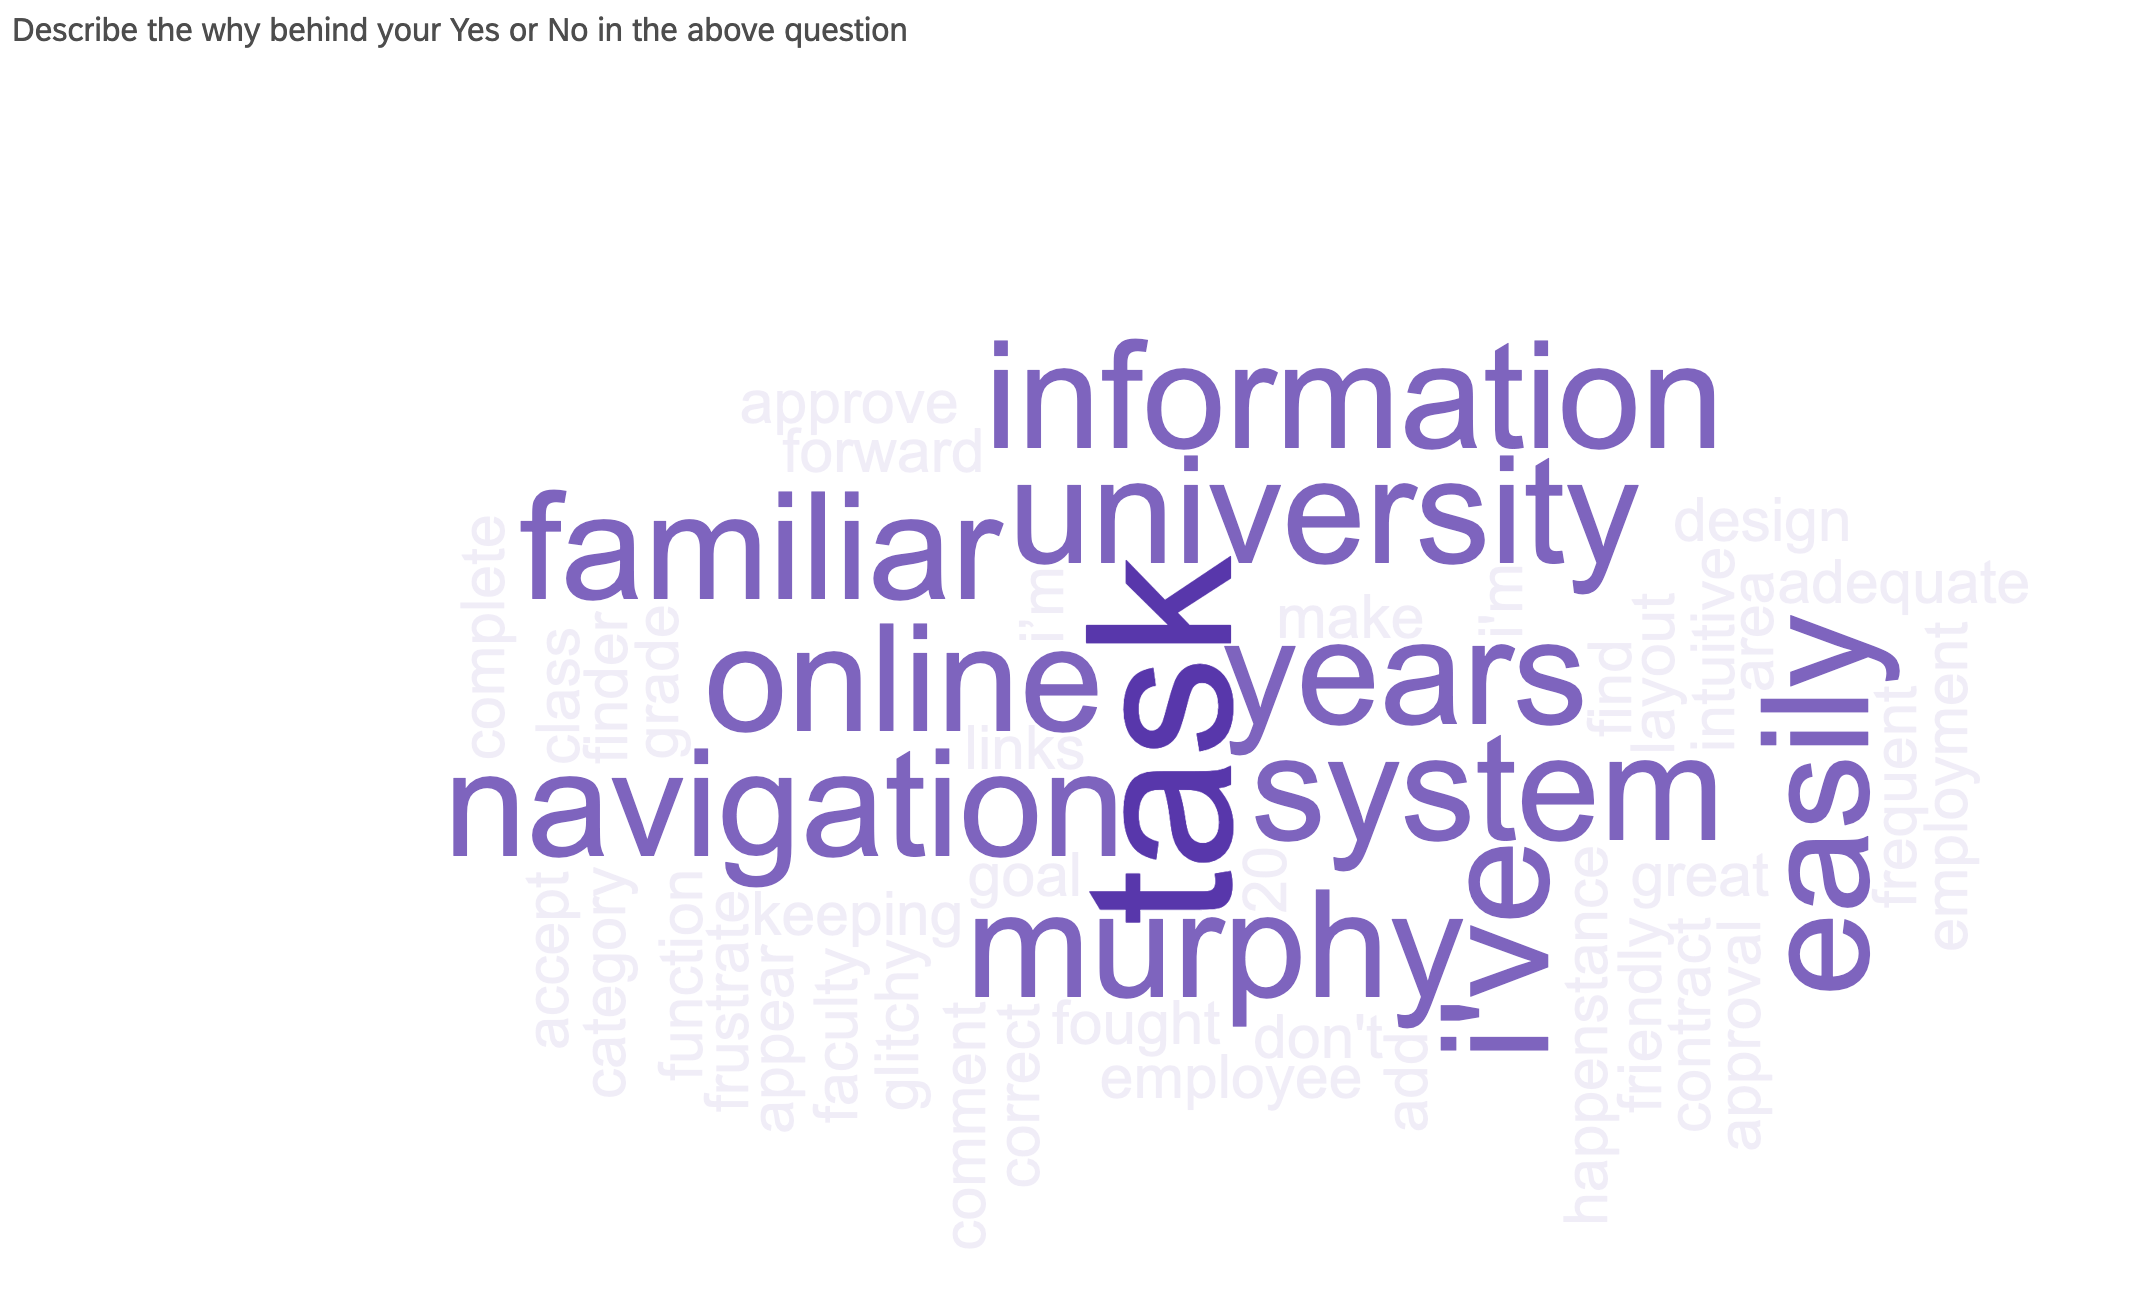 Describe the why behind your Yes or No in the above question
information
approve
forward
university
familiar
design
complete
i’m
make
i'm
intuitive
area
adequate
class
finder
grade
online
task
years
find
layout
easily
employment
links
navigation
system
frequent
goal
20
great
accept
category
function
frustrate
keeping
murphy
i've
appear
faculty
glitchy
happenstance
friendly
contract
approval
comment
correct
fought
don't
add
employee